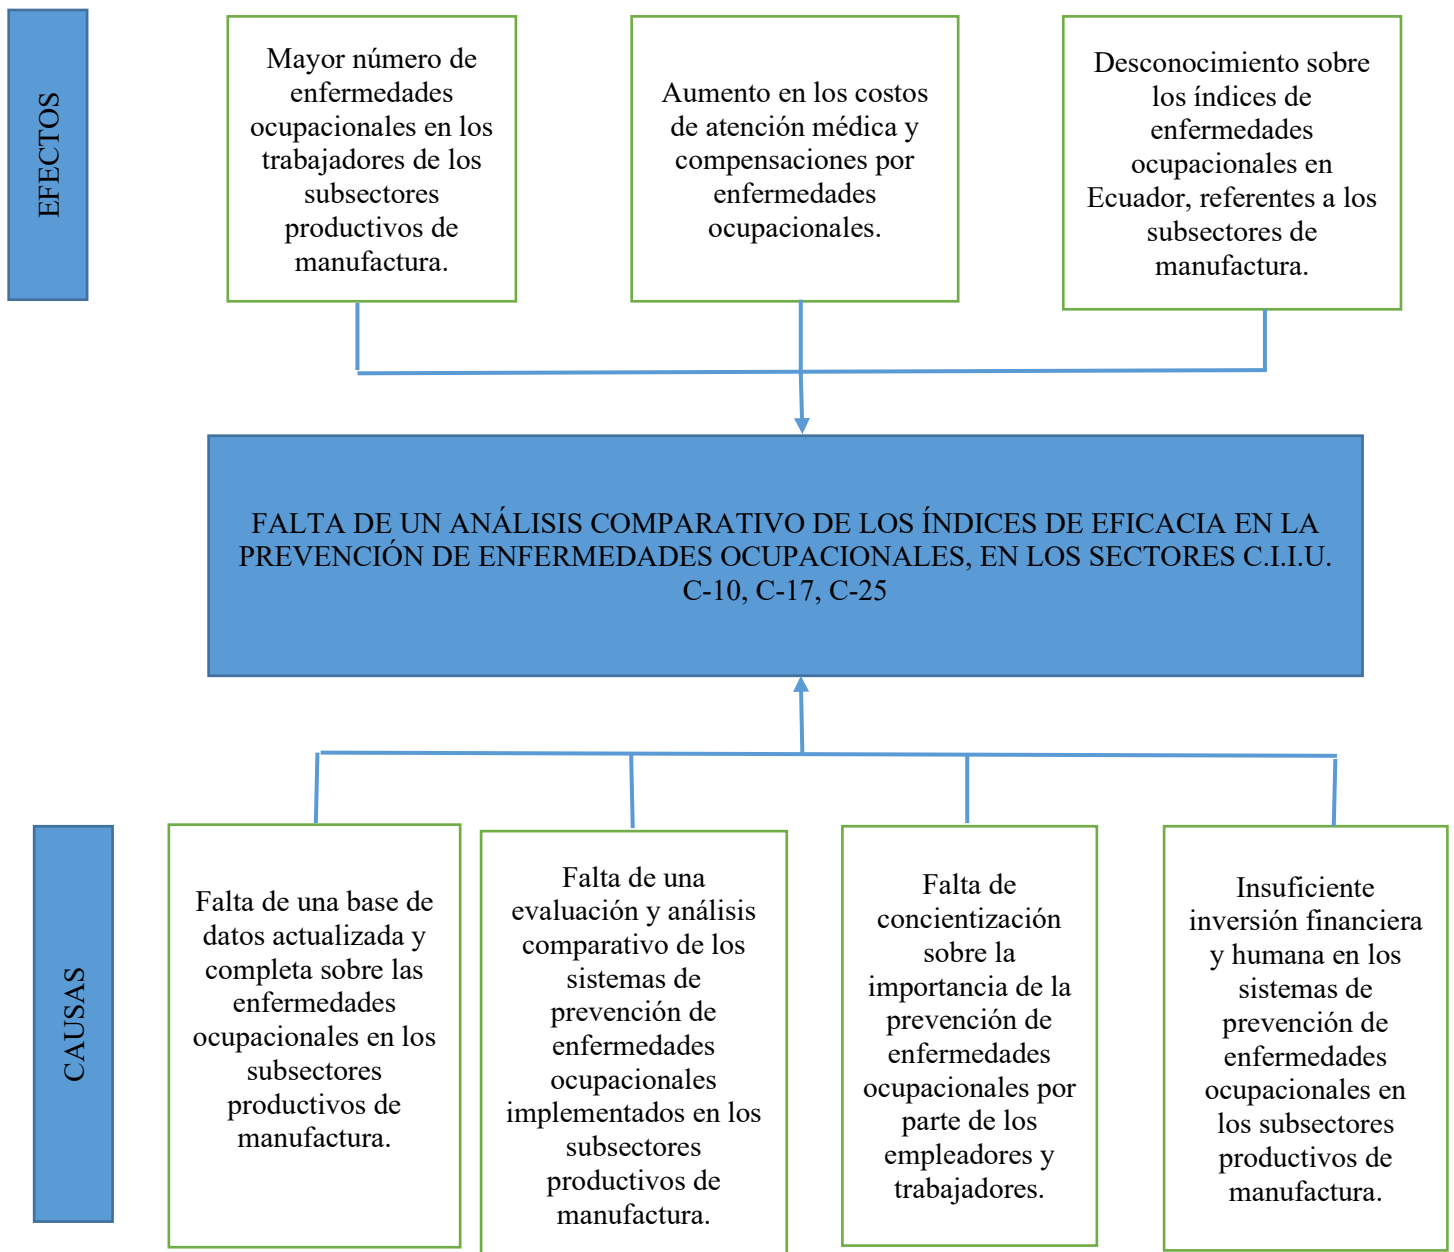 EFECTOS
Mayor número de
enfermedades
ocupacionales en los
trabajadores de los
subsectores
productivos de
manufactura.
Aumento en los costos
de atención médica y
compensaciones por
enfermedades
ocupacionales.
Desconocimiento sobre
los índices de
enfermedades
ocupacionales en
Ecuador, referentes a los
subsectores de
manufactura.
FALTA DE UN ANÁLISIS COMPARATIVO DE LOS ÍNDICES DE EFICACIA EN LA
PREVENCIÓN DE ENFERMEDADES OCUPACIONALES, EN LOS SECTORES C.I.I.U.
C-10, C-17, C-25
CAUSAS
Falta de una base de
datos actualizada y
completa sobre las
enfermedades
ocupacionales en los
subsectores
productivos de
manufactura.
Falta de una
evaluación y análisis
comparativo de los
sistemas de
prevención de
enfermedades
ocupacionales
implementados en los
subsectores
productivos de
manufactura.
Falta de
concientización
sobre la
importancia de la
prevención de
enfermedades
ocupacionales por
parte de los
empleadores y
trabajadores.
Insuficiente
inversión financiera
y humana en los
sistemas de
prevención de
enfermedades
ocupacionales en
los subsectores
productivos de
manufactura.